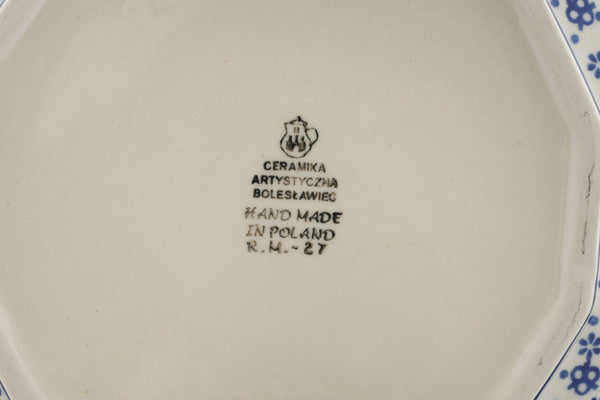 B
CERAMIKA
ARTYSTYCZNA
BOLESŁAWIEC
HAND MADE
IN POLAND
R.M.-27